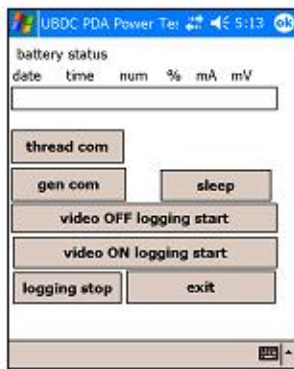 UBDC PDA Power Te: 5:13 ok
battery status
date time num % mA mV
thread com
gen com sleep
video OFF logging start
video ON logging start
logging stop exit